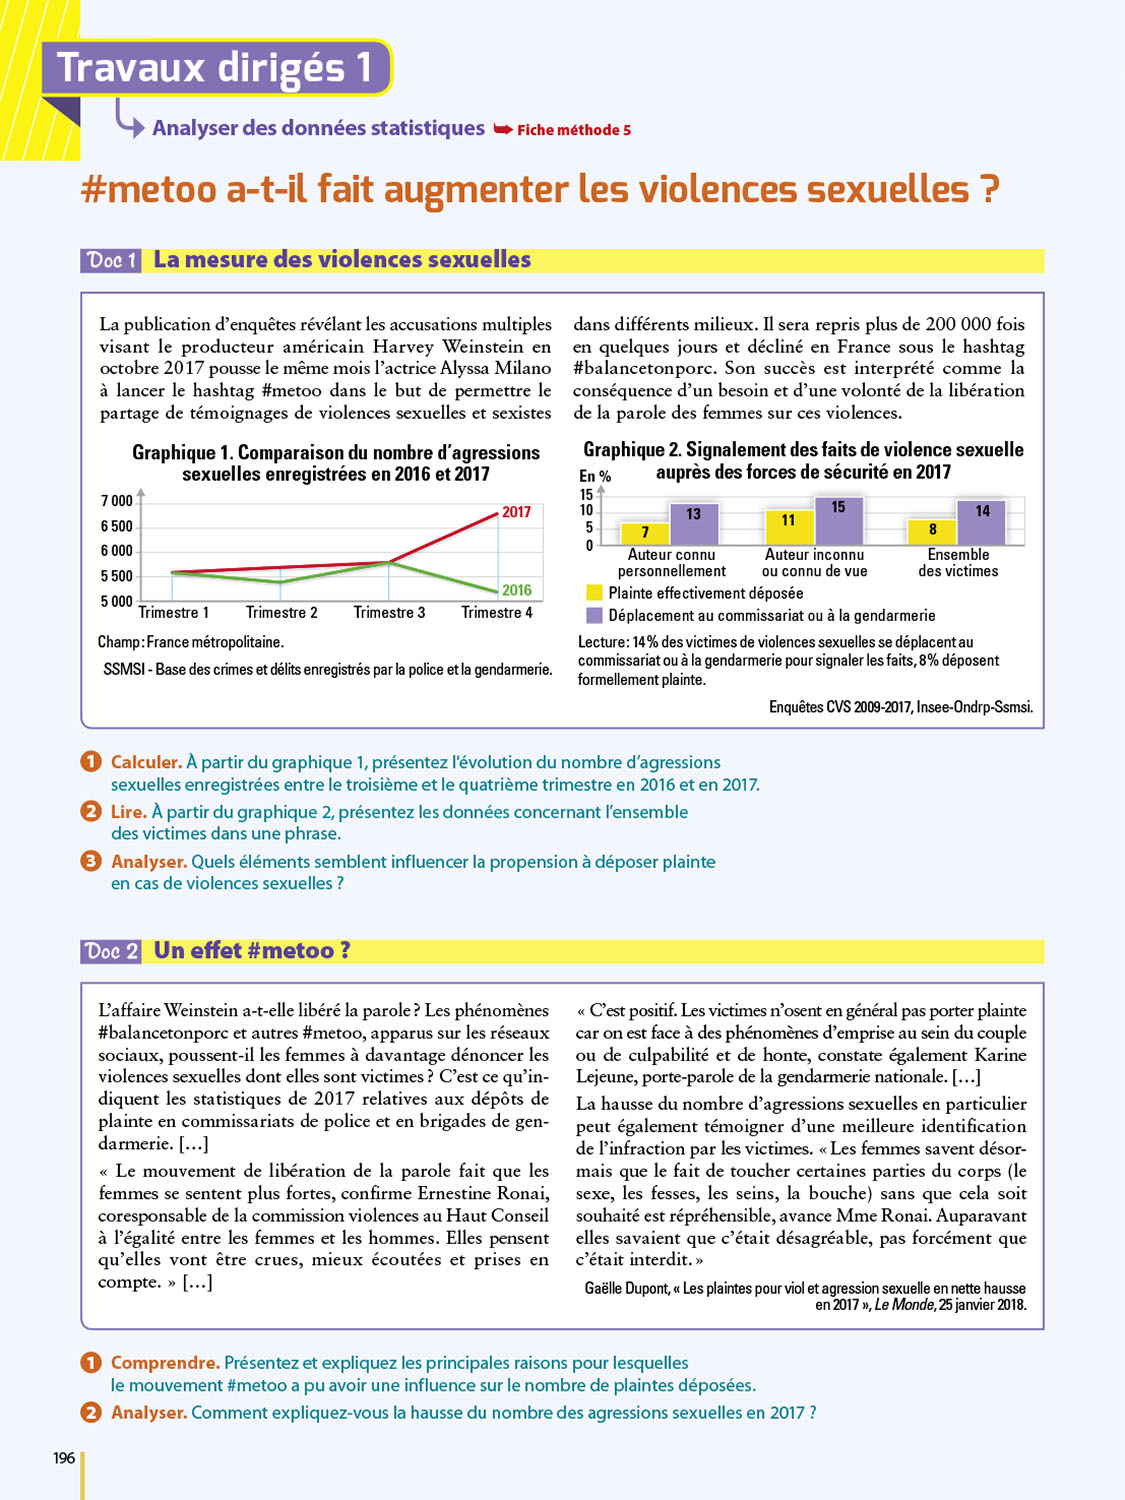 Travaux dirigés 1
Analyser des données statistiques ➥ Fiche méthode 5
#metoo a-t-il fait augmenter les violences sexuelles ?
Doc 1 La mesure des violences sexuelles
La publication d’enquêtes révélant les accusations multiples
visant le producteur américain Harvey Weinstein en
octobre 2017 pousse le même mois l’actrice Alyssa Milano
à lancer le hashtag #metoo dans le but de permettre le
partage de témoignages de violences sexuelles et sexistes
dans différents milieux. Il sera repris plus de 200 000 fois
en quelques jours et décliné en France sous le hashtag
#balancetonporc. Son succès est interprété comme la
conséquence d’un besoin et d’une volonté de la libération
de la parole des femmes sur ces violences.
Graphique 1. Comparaison du nombre d’agressions
sexuelles enregistrées en 2016 et 2017
7 000
6 500
6 000
5 500
5 000
2017
2016
Trimestre 1 Trimestre 2 Trimestre 3 Trimestre 4
Champ : France métropolitaine.
SSMSI - Base des crimes et délits enregistrés par la police et la gendarmerie.
Graphique 2. Signalement des faits de violence sexuelle
auprès des forces de sécurité en 2017
En %
15
10
5
0
7 13 11 15 8 14
Auteur connu
personnellement
Auteur inconnu
ou connu de vue
Ensemble
des victimes
Plainte effectivement déposée
Déplacement au commissariat ou à la gendarmerie
Lecture : 14 % des victimes de violences sexuelles se déplacent au
commissariat ou à la gendarmerie pour signaler les faits, 8 % déposent
formellement plainte.
Enquêtes CVS 2009-2017, Insee-Ondrp-Ssmsi.
1 Calculer. À partir du graphique 1, présentez l'évolution du nombre d’agressions
sexuelles enregistrées entre le troisième et le quatrième trimestre en 2016 et en 2017.
2 Lire. À partir du graphique 2, présentez les données concernant l’ensemble
des victimes dans une phrase.
3 Analyser. Quels éléments semblent influencer la propension à déposer plainte
en cas de violences sexuelles ?
Doc 2 Un effet #metoo ?
L’affaire Weinstein a-t-elle libéré la parole ? Les phénomènes
#balancetonporc et autres #metoo, apparus sur les réseaux
sociaux, poussent-il les femmes à davantage dénoncer les
violences sexuelles dont elles sont victimes ? C’est ce qu’in-
diquent les statistiques de 2017 relatives aux dépôts de
plainte en commissariats de police et en brigades de gen-
darmerie. […]
« Le mouvement de libération de la parole fait que les
femmes se sentent plus fortes, confirme Ernestine Ronai,
coresponsable de la commission violences au Haut Conseil
à l’égalité entre les femmes et les hommes. Elles pensent
qu’elles vont être crues, mieux écoutées et prises en
compte. » […]
« C’est positif. Les victimes n’osent en général pas porter plainte
car on est face à des phénomènes d’emprise au sein du couple
ou de culpabilité et de honte, constate également Karine
Lejeune, porte-parole de la gendarmerie nationale. […]
La hausse du nombre d’agressions sexuelles en particulier
peut également témoigner d’une meilleure identification
de l’infraction par les victimes. « Les femmes savent désor-
mais que le fait de toucher certaines parties du corps (le
sexe, les fesses, les seins, la bouche) sans que cela soit
souhaité est répréhensible, avance Mme Ronai. Auparavant
elles savaient que c’était désagréable, pas forcément que
c’était interdit. »
Gaëlle Dupont, « Les plaintes pour viol et agression sexuelle en nette hausse
en 2017 », Le Monde, 25 janvier 2018.
1 Comprendre. Présentez et expliquez les principales raisons pour lesquelles
le mouvement #metoo a pu avoir une influence sur le nombre de plaintes déposées.
2 Analyser. Comment expliquez-vous la hausse du nombre des agressions sexuelles en 2017 ?
196